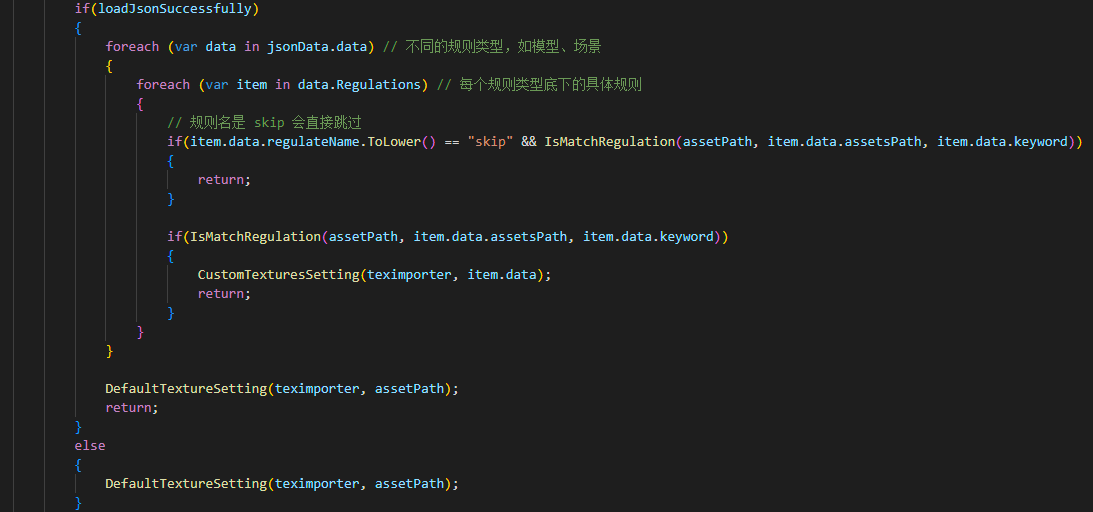 if(loadJsonSuccessfully)
{
foreach (var data in jsonData.data) // 不同的规则类型，如模型、场景
{
foreach (var item in data.Regulations) // 每个规则类型底下的具体规则
{
// 规则名是 skip 会直接跳过
if(item.data.regulateName.ToLower() == "skip" && IsMatchRegulation(assetPath, item.data.assetsPath, item.data.keyword))
{
return;
}
if(IsMatchRegulation(assetPath, item.data.assetsPath, item.data.keyword))
{
CustomTexturesSetting(teximporter, item.data);
return;
}
}
}
DefaultTextureSetting(teximporter, assetPath);
return;
}
else
{
DefaultTextureSetting(teximporter, assetPath);
}